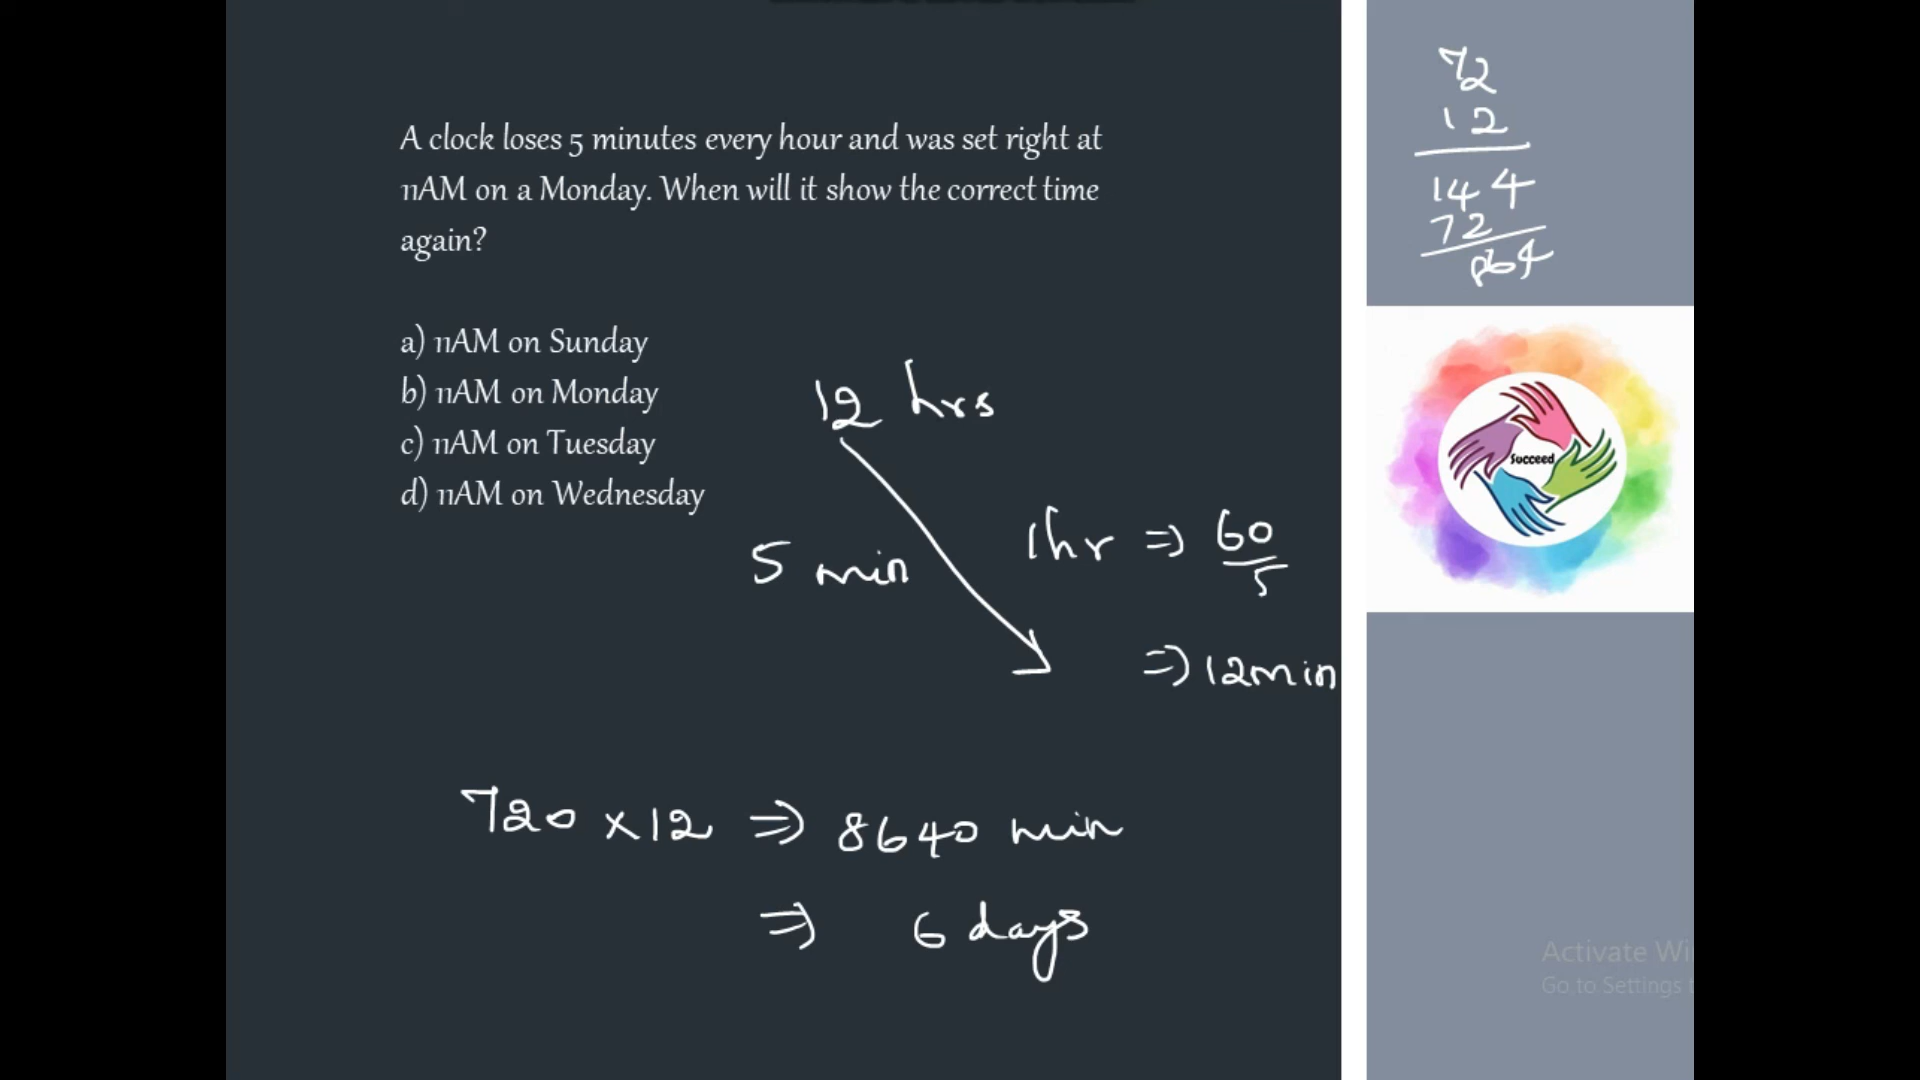 A clock loses 5 minutes every hour and was set right at
11AM on a Monday. When will it show the correct time
again?
a) 11AM on Sunday
b) 11AM on Monday
c) 11AM on Tuesday
d) 11AM on Wednesday
12 hrs
5 min
1hr => 60/5
=> 12min
720 x 12 => 8640 min
=> 6 days
72
12
144
72
864
Succeed
Activate Wi
Go to Settings t